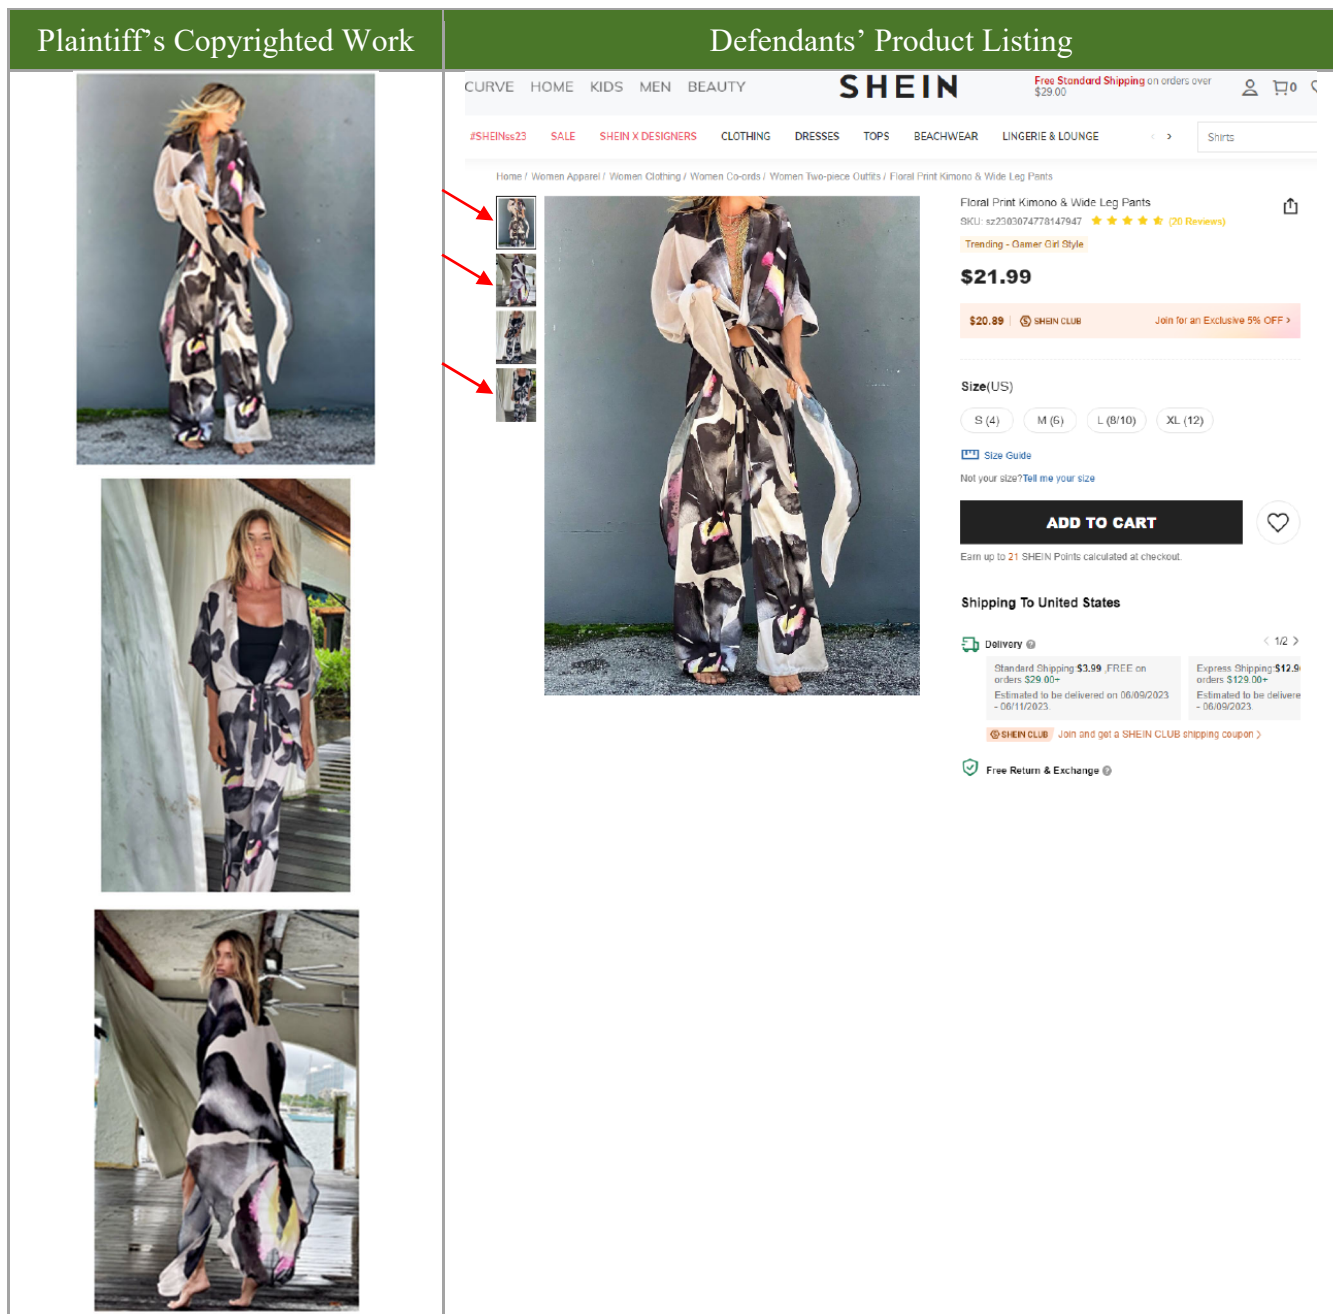 Plaintiff’s Copyrighted Work
Defendants’ Product Listing
CURVE HOME KIDS MEN BEAUTY
SHEIN
Free Standard Shipping on orders over
$29.00
0
#SHEINss23 SALE SHEIN X DESIGNERS CLOTHING DRESSES TOPS BEACHWEAR LINGERIE & LOUNGE
Shirts
Home / Women Apparel / Women Clothing / Women Co-ords / Women Two-piece Outfits / Floral Print Kimono & Wide Leg Pants
Floral Print Kimono & Wide Leg Pants
SKU: sz2303074778147947 (20 Reviews)
Trending - Gamer Girl Style
$21.99
$20.89 S SHEIN CLUB Join for an Exclusive 5% OFF >
Size(US)
S (4) M (6) L (8/10) XL (12)
Size Guide
Not your size?Tell me your size
ADD TO CART
Earn up to 21 SHEIN Points calculated at checkout.
Shipping To United States
Delivery ?
< 1/2 >
Standard Shipping:$3.99 ,FREE on
orders $29.00+
Estimated to be delivered on 06/09/2023
- 06/11/2023.
Express Shipping:$12.9
orders $129.00+
Estimated to be delivere
- 06/09/2023.
S SHEIN CLUB Join and get a SHEIN CLUB shipping coupon >
Free Return & Exchange ?